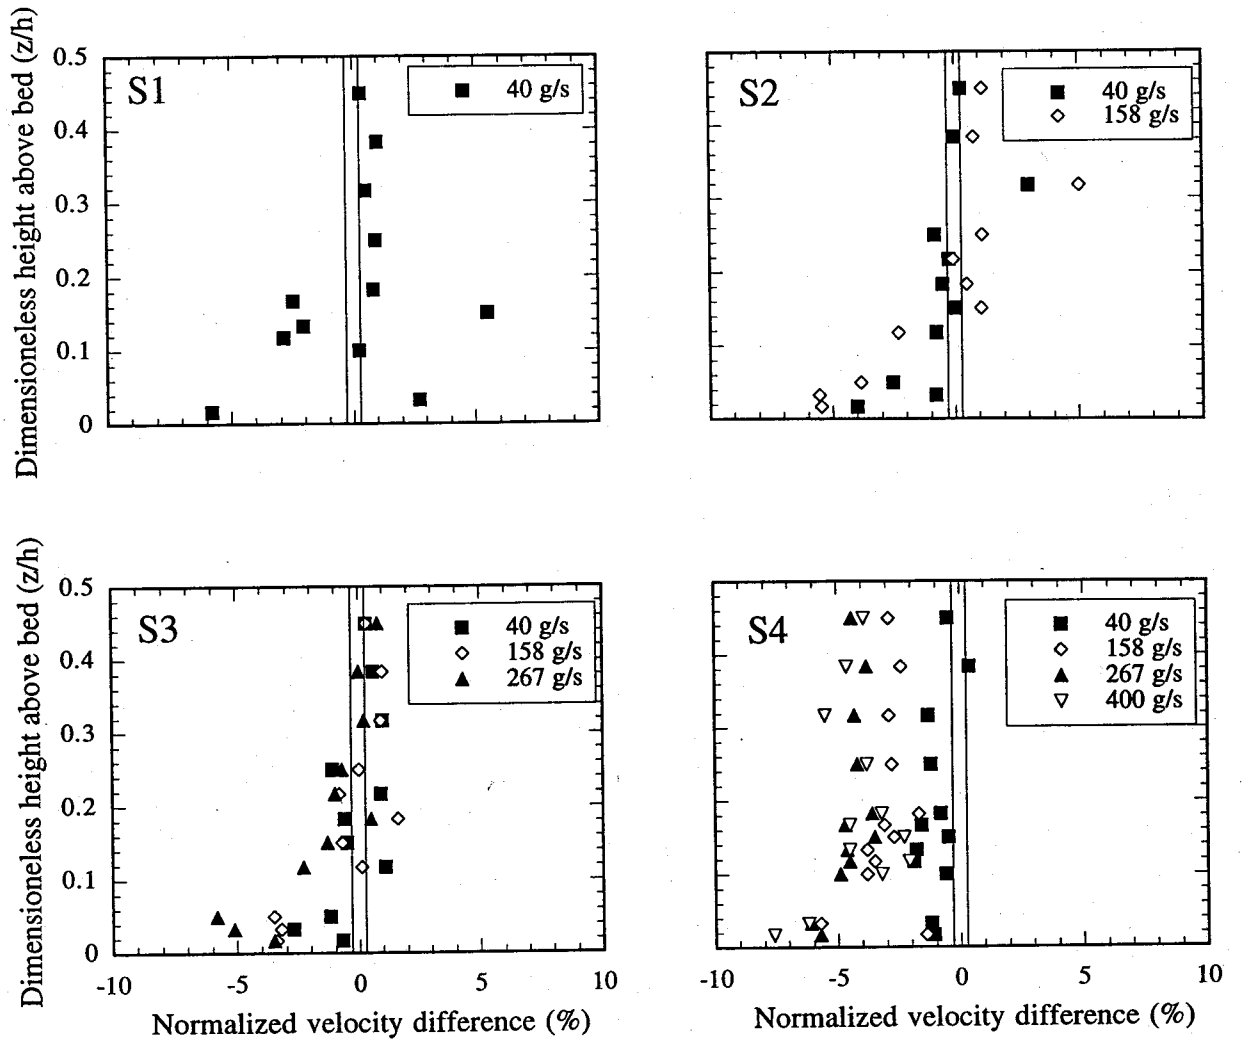 Dimensioneless height above bed (z/h)
0.5
0.4
0.3
0.2
0.1
0
S1
40 g/s
S2
40 g/s
158 g/s
Dimensioneless height above bed (z/h)
0.5
0.4
0.3
0.2
0.1
0
S3
40 g/s
158 g/s
267 g/s
-10 -5 0 5 10
Normalized velocity difference (%)
S4
40 g/s
158 g/s
267 g/s
400 g/s
-10 -5 0 5 10
Normalized velocity difference (%)